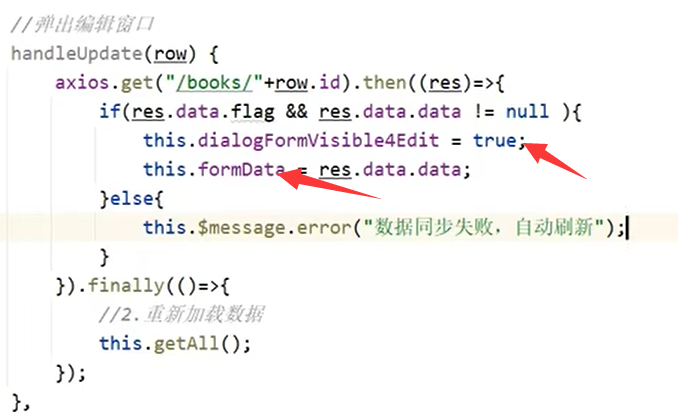 //弹出编辑窗口
handleUpdate(row) {
axios.get("/books/"+row.id).then((res)=>{
if(res.data.flag && res.data.data != null ){
this.dialogFormVisible4Edit = true;
this.formData = res.data.data;
}else{
this.$message.error("数据同步失败，自动刷新");
}
}).finally(()=>{
//2.重新加载数据
this.getAll();
});
},